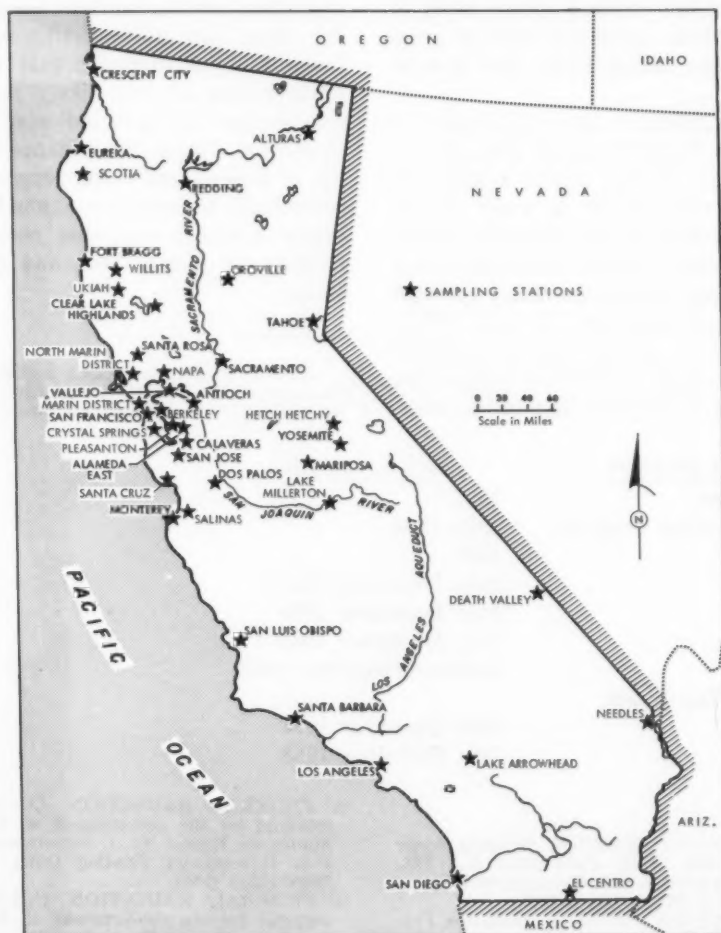 OREGON
IDAHO
CRESCENT CITY
ALTURAS
EUREKA
SCOTIA
REDDING
NEVADA
SACRAMENTO RIVER
FORT BRAGG
WILLITS
OROVILLE
UKIAH
SAMPLING STATIONS
CLEAR LAKE
HIGHLANDS
TAHOE
SANTA ROSA
NORTH MARIN
DISTRICT
NAPA
SACRAMENTO
VALLEJO
ANTIOCH
MARIN DISTRICT
BERKELEY
SAN FRANCISCO
HETCH HETCHY
0 20 40 60
Scale in Miles
CRYSTAL SPRINGS
YOSEMITE
CALAVERAS
PLEASANTON
ALAMEDA
EAST
SAN JOSE
MARIPOSA
DOS PALOS
LAKE
MILLERTON
SANTA CRUZ
SAN JOAQUIN RIVER
MONTEREY
SALINAS
N
LOS ANGELES AQUEDUCT
DEATH VALLEY
PACIFIC
OCEAN
SAN LUIS OBISPO
SANTA BARBARA
NEEDLES
LOS ANGELES
LAKE ARROWHEAD
ARIZ.
SAN DIEGO
EL CENTRO
MEXICO